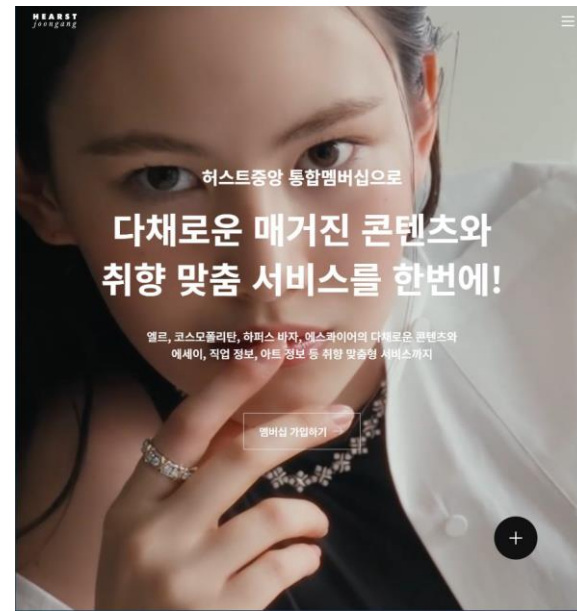 HEARST
joongang
허스트중앙 통합멤버십으로
다채로운 매거진 콘텐츠와
취향 맞춤 서비스를 한번에!
엘르, 코스모폴리탄, 하퍼스 바자, 에스콰이어의 다채로운 콘텐츠와
에세이, 직업 정보, 아트 정보 등 취향 맞춤형 서비스까지
멤버십 가입하기 →
+